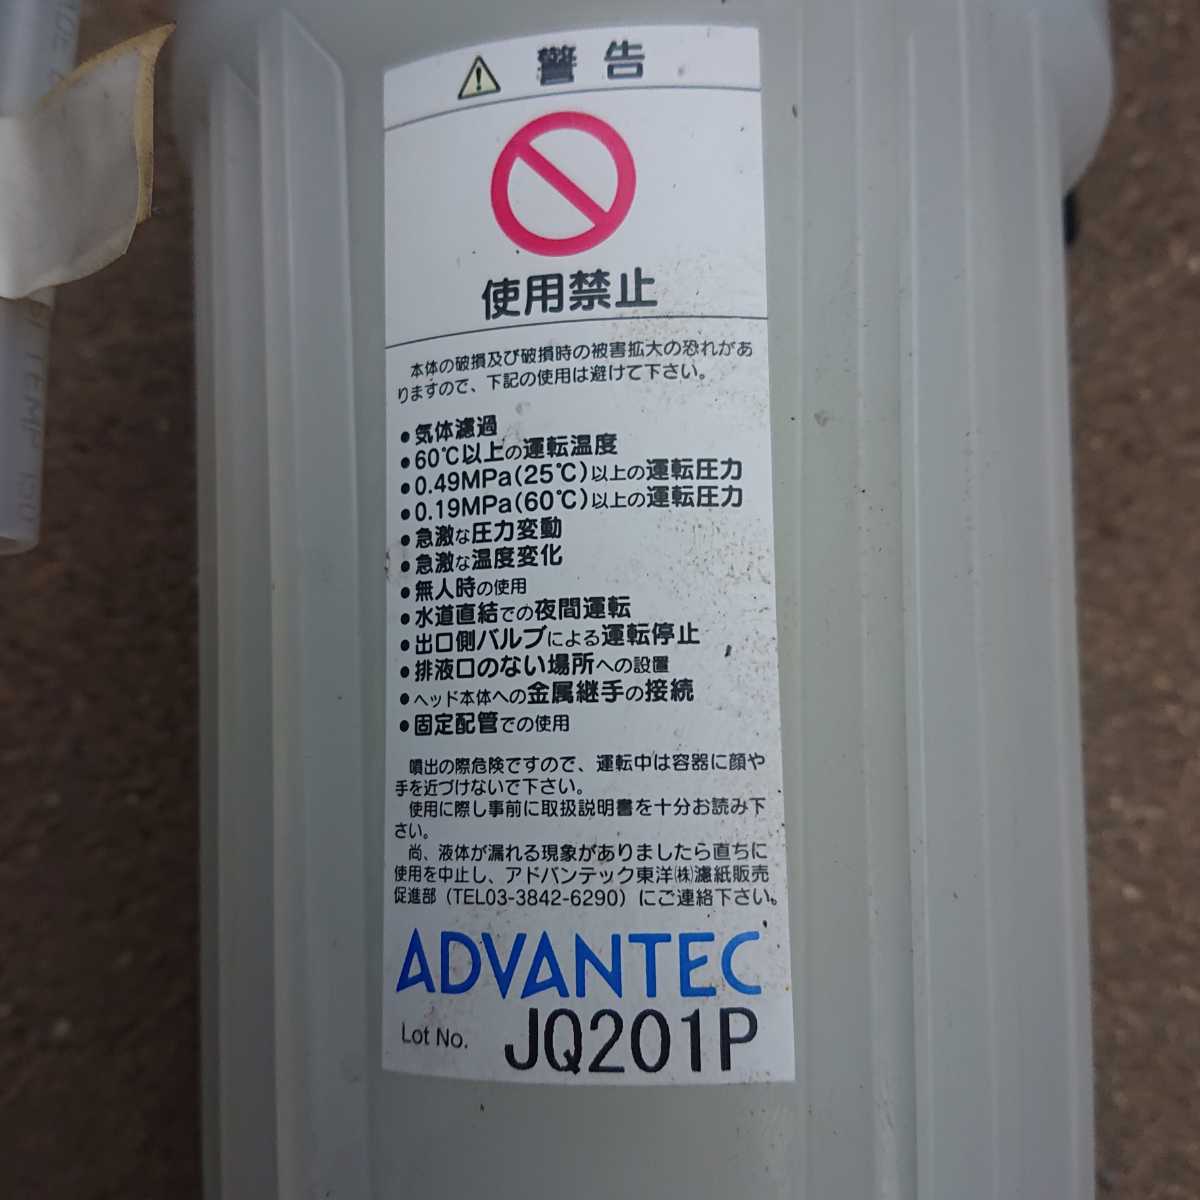 警告
使用禁止
本体の破損及び破損時の被害拡大の恐れがあ
りますので、下記の使用は避けて下さい。
●気体濾過
●60℃以上の運転温度
●0.49MPa(25℃)以上の運転圧力
●0.19MPa(60℃)以上の運転圧力
●急激な圧力変動
●急激な温度変化
●無人時の使用
●水道直結での夜間運転
●出口側バルブによる運転停止
●排液口のない場所への設置
●ヘッド本体への金属継手の接続
●固定配管での使用
噴出の際危険ですので、運転中は容器に顔や
手を近づけないで下さい。
使用に際し事前に取扱説明書を十分お読み下
さい。
尚、液体が漏れる現象がありましたら直ちに
使用を中止し、アドバンテック東洋㈱濾紙販売
促進部（TEL03-3842-6290）にご連絡下さい。
ADVANTEC
Lot No. JQ201P